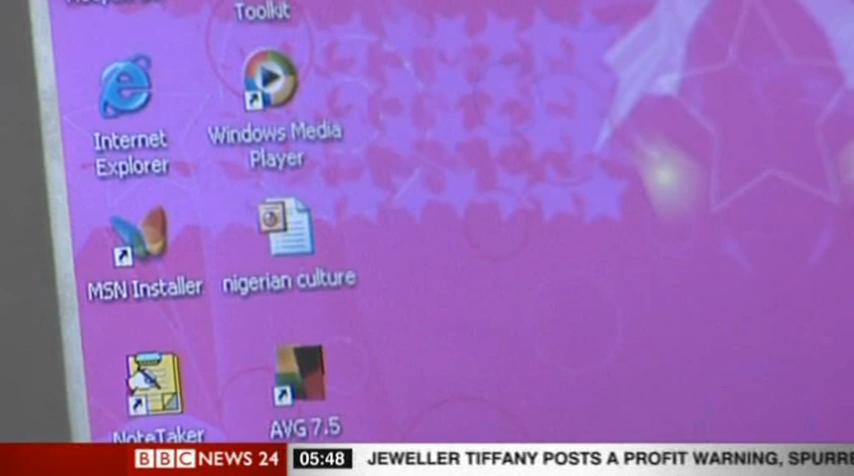 Toolkit
Internet
Explorer
Windows Media
Player
MSN Installer
nigerian culture
NoteTaker
AVG 7.5
BBC NEWS 24 05:48 JEWELLER TIFFANY POSTS A PROFIT WARNING, SPURRE